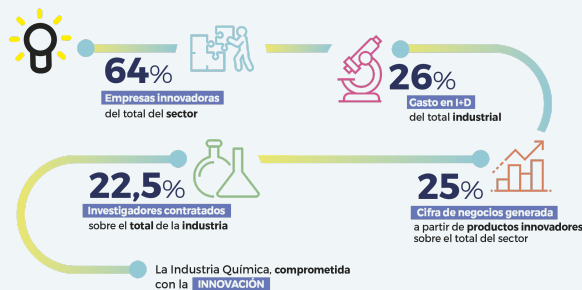 64%
Empresas innovadoras
del total del sector
26%
Gasto en I+D
del total industrial
22,5%
Investigadores contratados
sobre el total de la industria
25%
Cifra de negocios generada
a partir de productos innovadores
sobre el total del sector
La Industria Química, comprometida
con la INNOVACIÓN